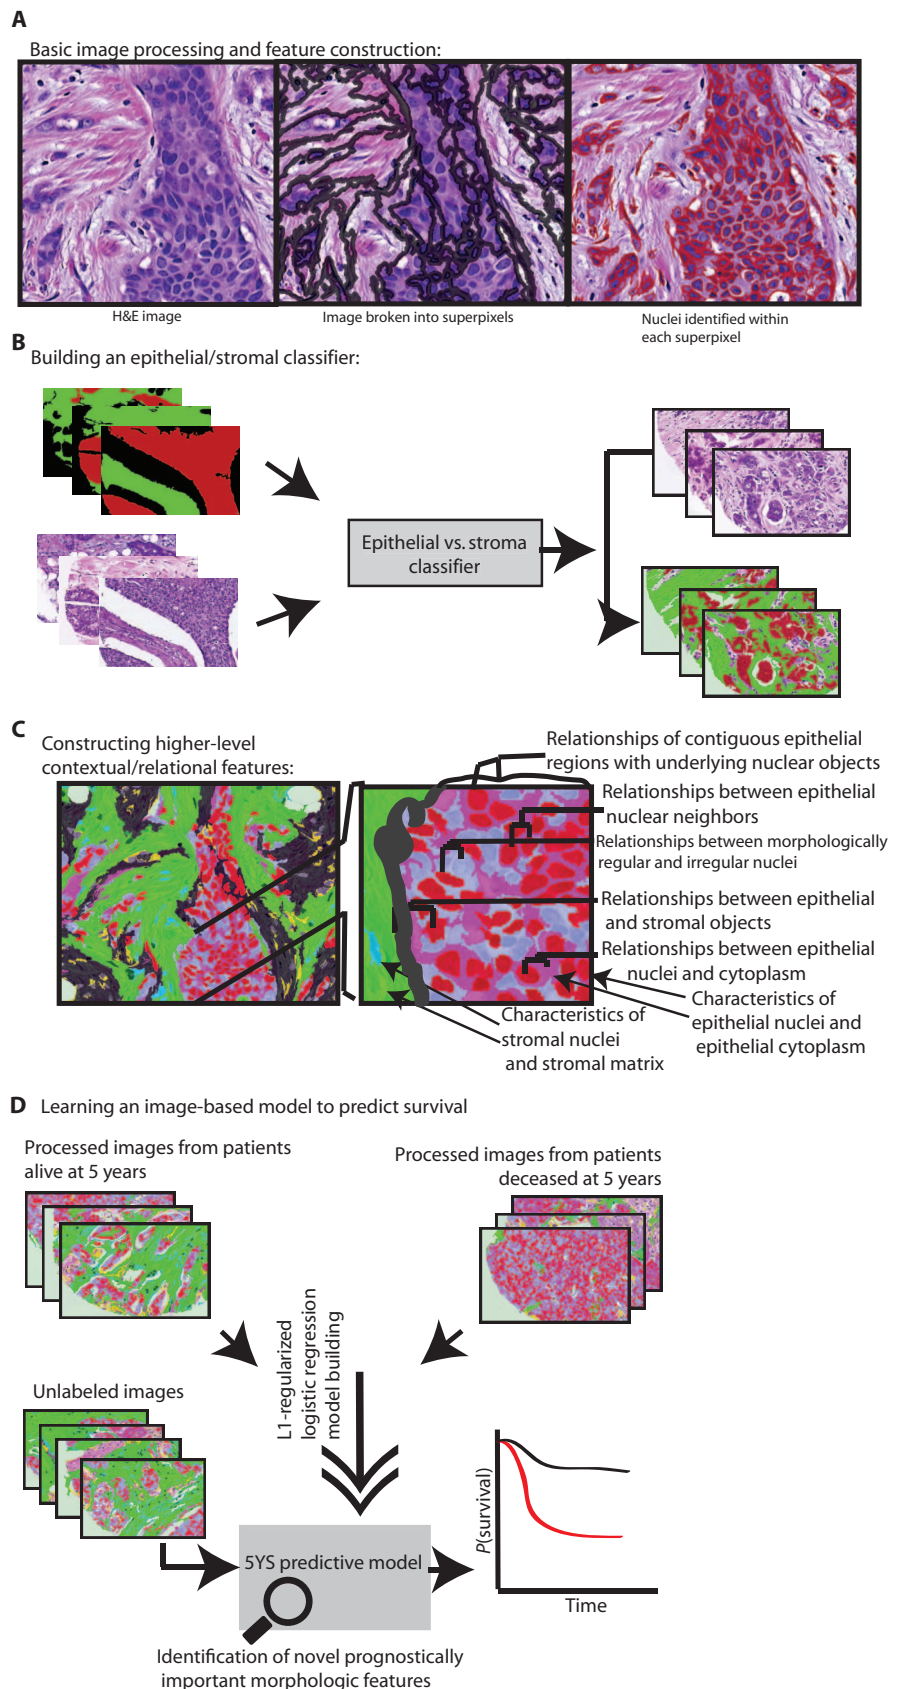 A
Basic image processing and feature construction:
H&E image
Image broken into superpixels
Nuclei identified within
each superpixel
B
Building an epithelial/stromal classifier:
Epithelial vs. stroma
classifier
C
Constructing higher-level
contextual/relational features:
Relationships of contiguous epithelial
regions with underlying nuclear objects
Relationships between epithelial
nuclear neighbors
Relationships between morphologically
regular and irregular nuclei
Relationships between epithelial
and stromal objects
Relationships between epithelial
nuclei and cytoplasm
Characteristics of
epithelial nuclei and
epithelial cytoplasm
Characteristics of
stromal nuclei
and stromal matrix
D Learning an image-based model to predict survival
Processed images from patients
alive at 5 years
Processed images from patients
deceased at 5 years
L1-regularized
logistic regression
model building
Unlabeled images
5YS predictive model
P(survival)
Time
Identification of novel prognostically
important morphologic features